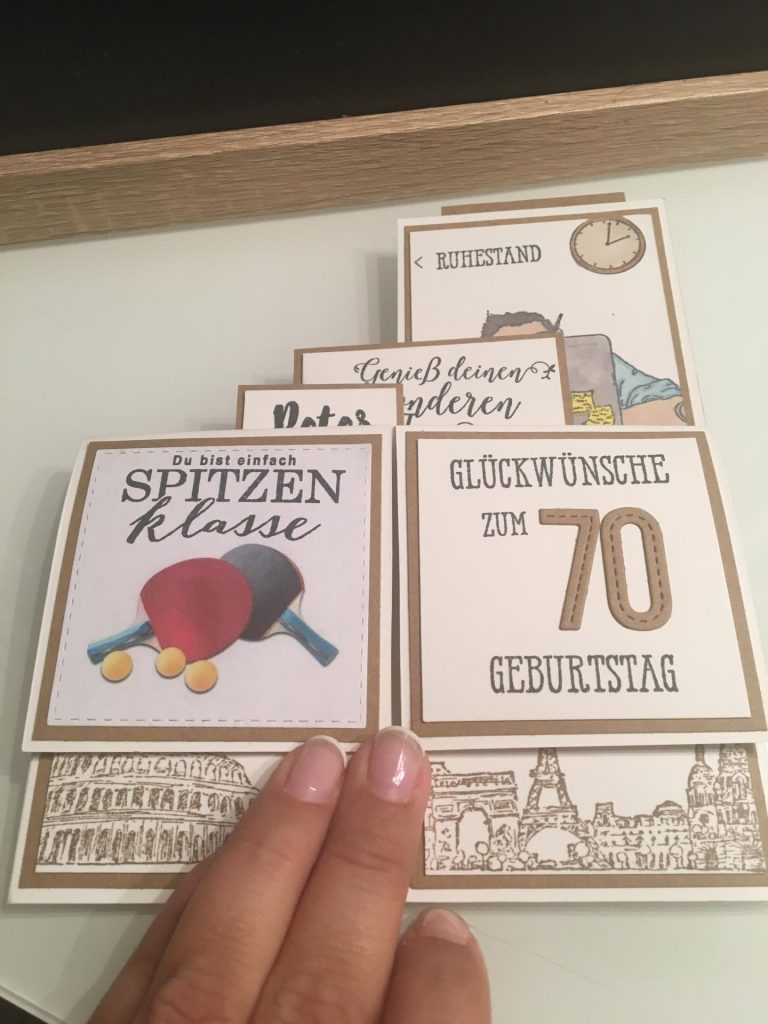 < RUHESTAND
Genieß deinen
Du bist einfach
SPITZEN
klasse
GLÜCKWÜNSCHE
ZUM 70
GEBURTSTAG